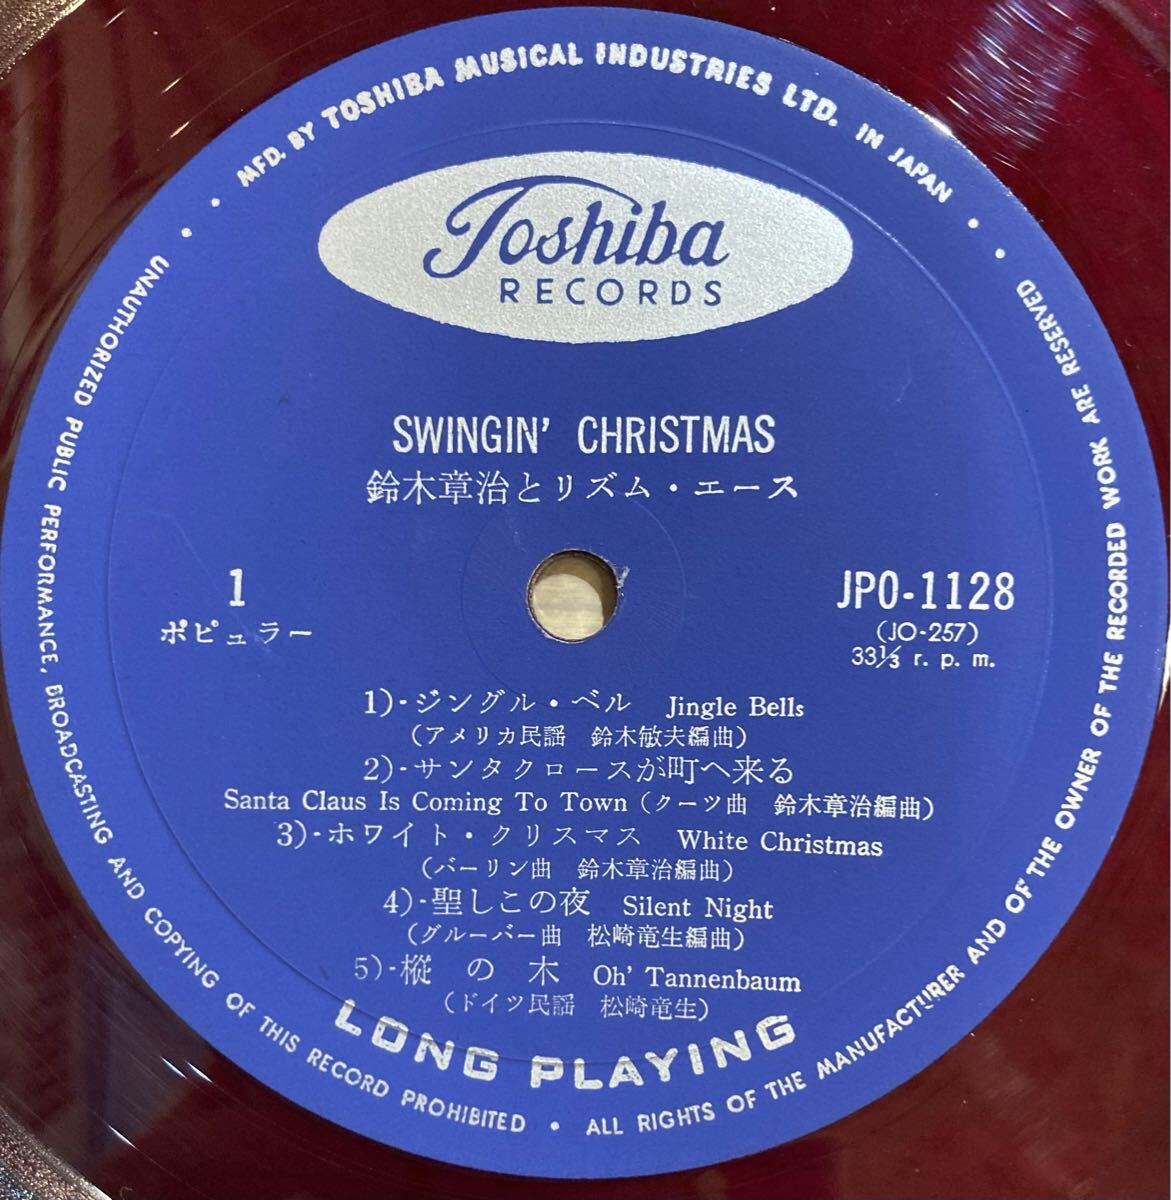 MFD. BY TOSHIBA MUSICAL INDUSTRIES LTD. IN JAPAN
Toshiba
RECORDS
SWINGIN' CHRISTMAS
鈴木章治とリズム・エース
1
ポピュラー
JPO-1128
(JO-257)
33⅓ r. p. m.
1)-ジングル・ベル Jingle Bells
(アメリカ民謡 鈴木敏夫編曲)
2)-サンタクロースが町へ来る
Santa Claus Is Coming To Town (クーツ曲 鈴木章治編曲)
3)-ホワイト・クリスマス White Christmas
(バーリン曲 鈴木章治編曲)
4)-聖しこの夜 Silent Night
(グルーバー曲 松崎竜生編曲)
5)-樅の木 Oh' Tannenbaum
(ドイツ民謡 松崎竜生)
LONG PLAYING
UNAUTHORIZED PUBLIC PERFORMANCE, BROADCASTING AND COPYING OF THIS RECORD PROHIBITED • ALL RIGHTS OF THE MANUFACTURER AND OF THE OWNER OF THE RECORDED WORK ARE RESERVED